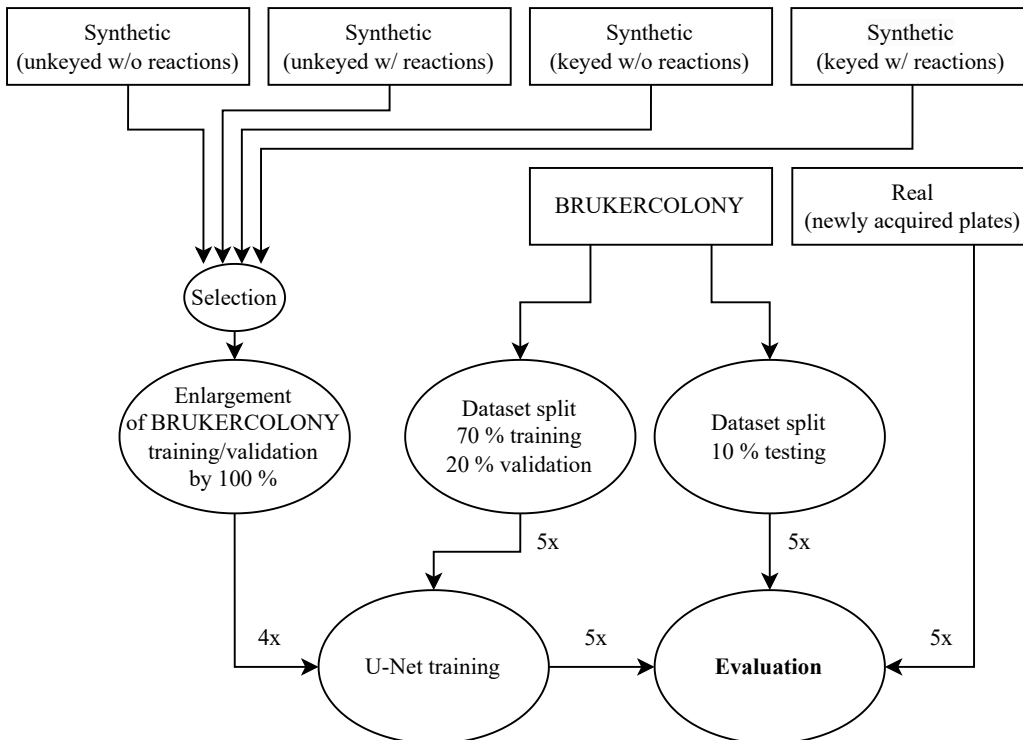 Synthetic
(unkeyed w/o reactions)
Synthetic
(unkeyed w/ reactions)
Synthetic
(keyed w/o reactions)
Synthetic
(keyed w/ reactions)
BRUKERCOLONY
Real
(newly acquired plates)
Selection
Enlargement
of BRUKERCOLONY
training/validation
by 100 %
Dataset split
70 % training
20 % validation
Dataset split
10 % testing
5x
5x
4x
U-Net training
5x
Evaluation
5x